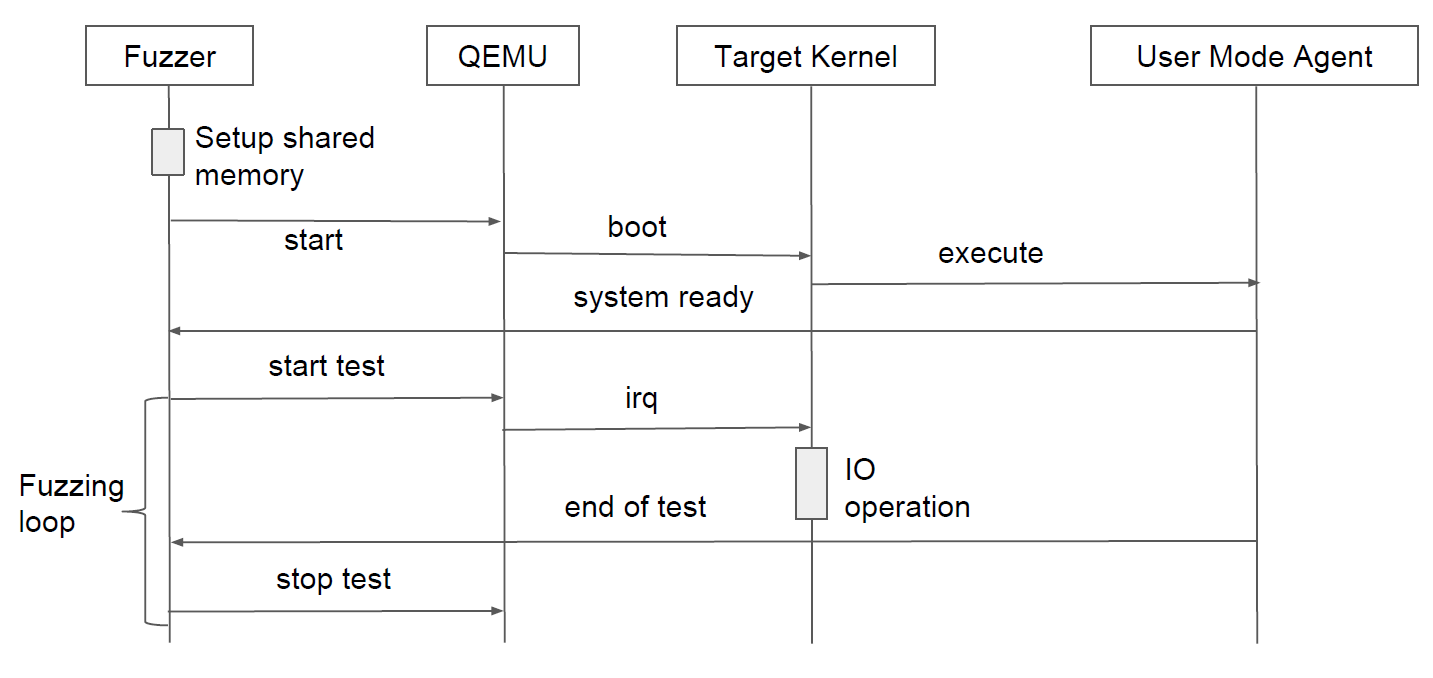 Fuzzer
QEMU
Target Kernel
User Mode Agent
Setup shared
memory
start
boot
execute
system ready
start test
irq
Fuzzing
loop
IO
operation
end of test
stop test